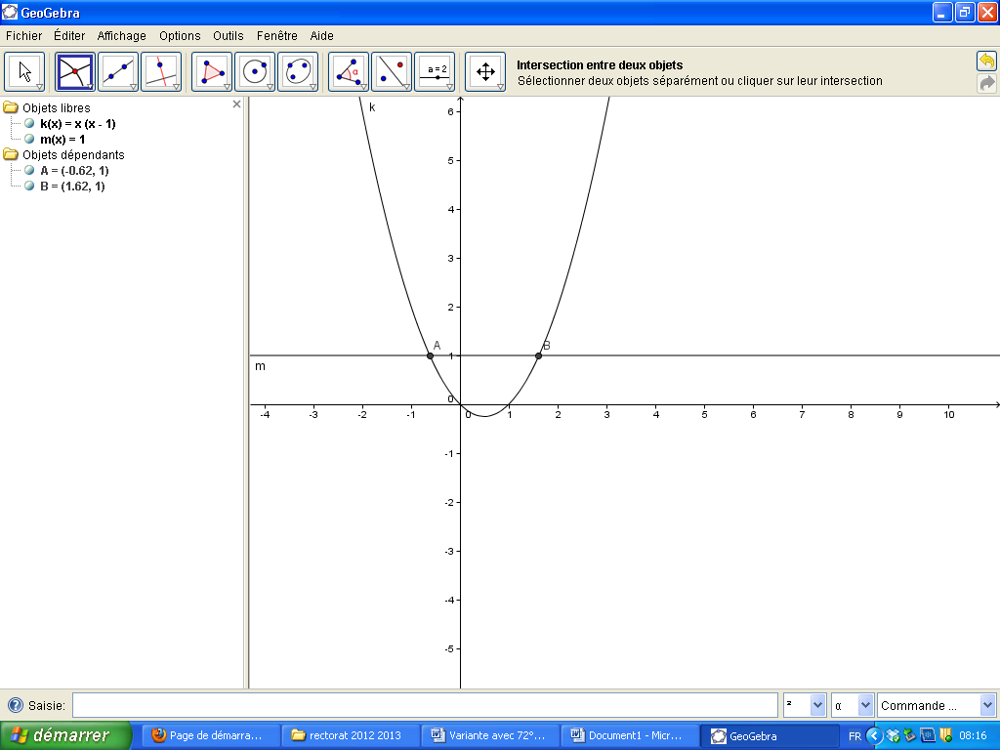 GeoGebra
Fichier Éditer Affichage Options Outils Fenêtre Aide
α
a = 2
Intersection entre deux objets
Sélectionner deux objets séparément ou cliquer sur leur intersection
Objets libres
k(x) = x (x - 1)
m(x) = 1
Objets dépendants
A = (-0.62, 1)
B = (1.62, 1)
k
6
5
4
3
2
A
1
B
m
0
-4 -3 -2 -1 0 1 2 3 4 5 6 7 8 9 10
-1
-2
-3
-4
-5
Saisie:
²
α
Commande ...
démarrer
Page de démarra...
rectorat 2012 2013
Variante avec 72°...
Document1 - Micr...
GeoGebra
FR
08:16